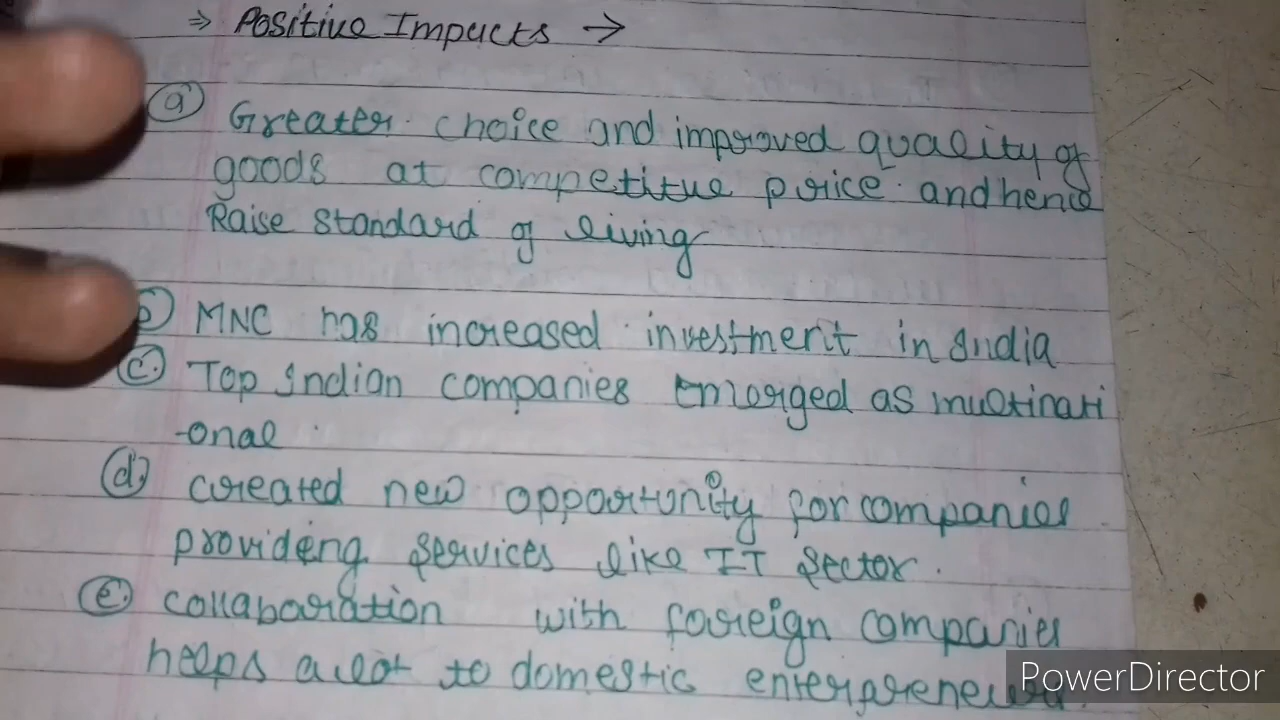 ⇒ Positive Impacts →
(a) Greater choice and improved quality of
goods at competitve price and hence
Raise standard of living
(b) MNC has increased investment in India
(c) Top Indian companies emerged as multinati
-onal
(d) created new opportunity for companies
providing services like IT sector.
(e) collaboration with foreign companies
helps a lot to domestic
PowerDirector